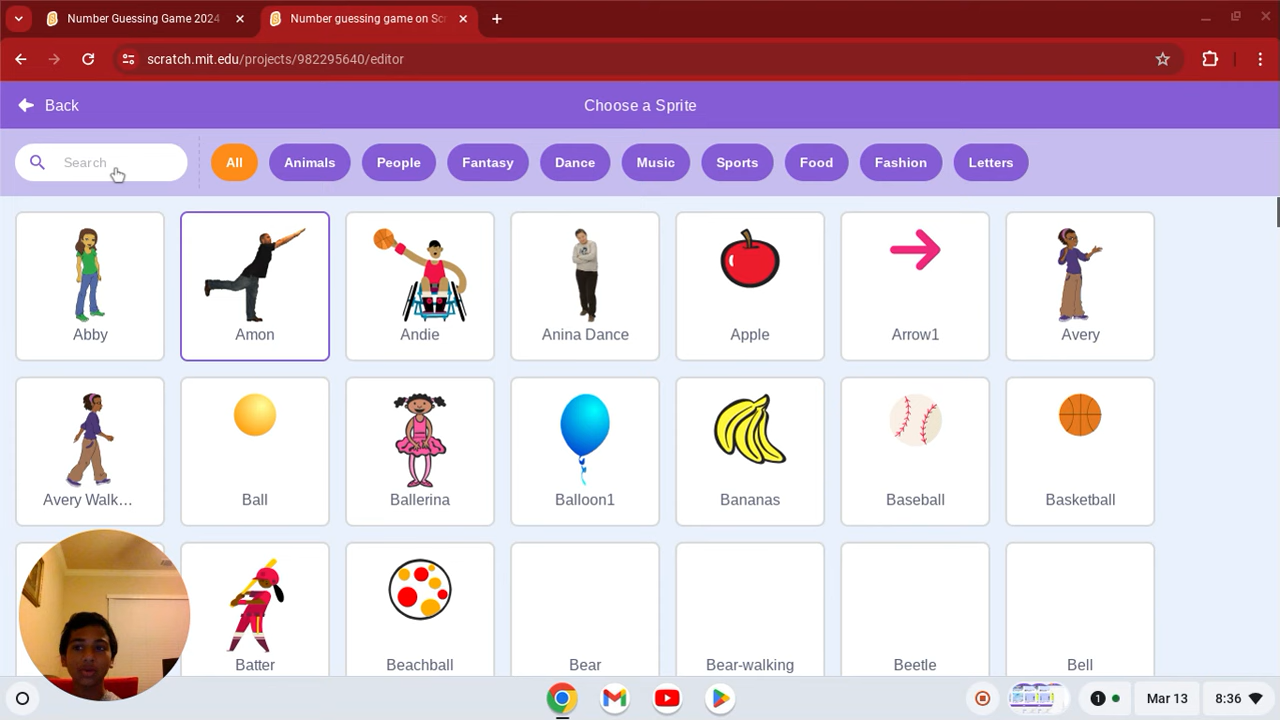 Number Guessing Game 2024
Number guessing game on Scr
scratch.mit.edu/projects/982295640/editor
Back
Choose a Sprite
Search
All
Animals
People
Fantasy
Dance
Music
Sports
Food
Fashion
Letters
Abby
Amon
Andie
Anina Dance
Apple
Arrow1
Avery
Avery Walk...
Ball
Ballerina
Balloon1
Bananas
Baseball
Basketball
Batter
Beachball
Bear
Bear-walking
Beetle
Bell
1
Mar 13
8:36